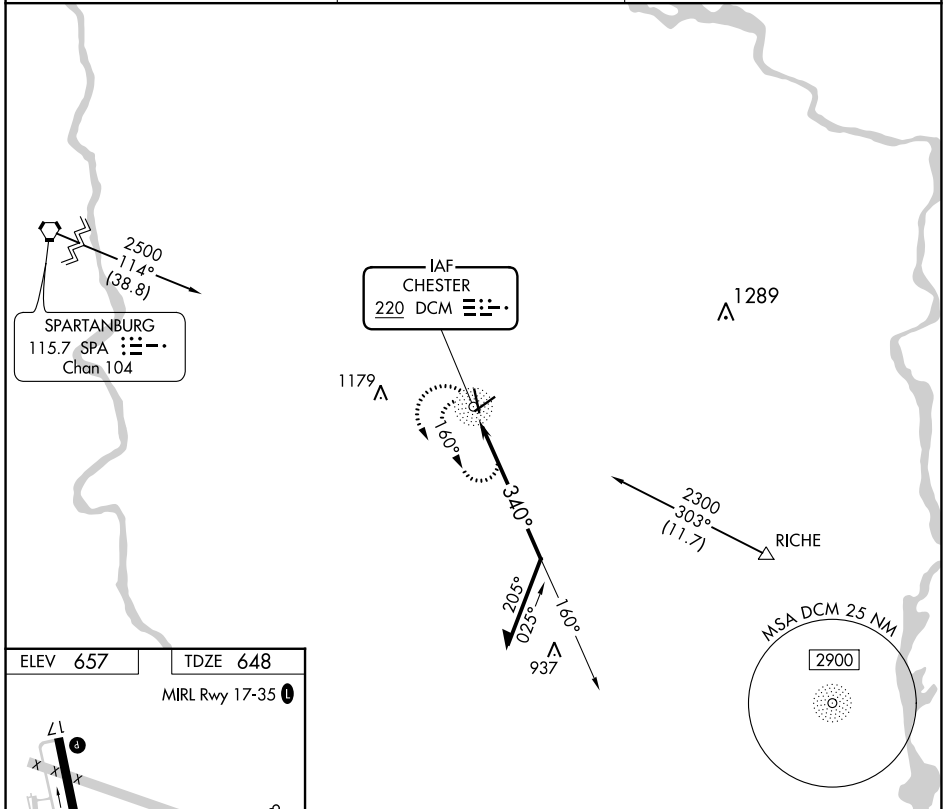 2500
114°
(38.8)
SPARTANBURG
115.7 SPA
Chan 104
IAF
CHESTER
220 DCM
1289
1179
160°
340°
2300
303°
(11.7)
RICHE
205°
025°
160°
937
MSA DCM 25 NM
2900
ELEV 657
TDZE 648
MIRL Rwy 17-35 L
17
P
X X X